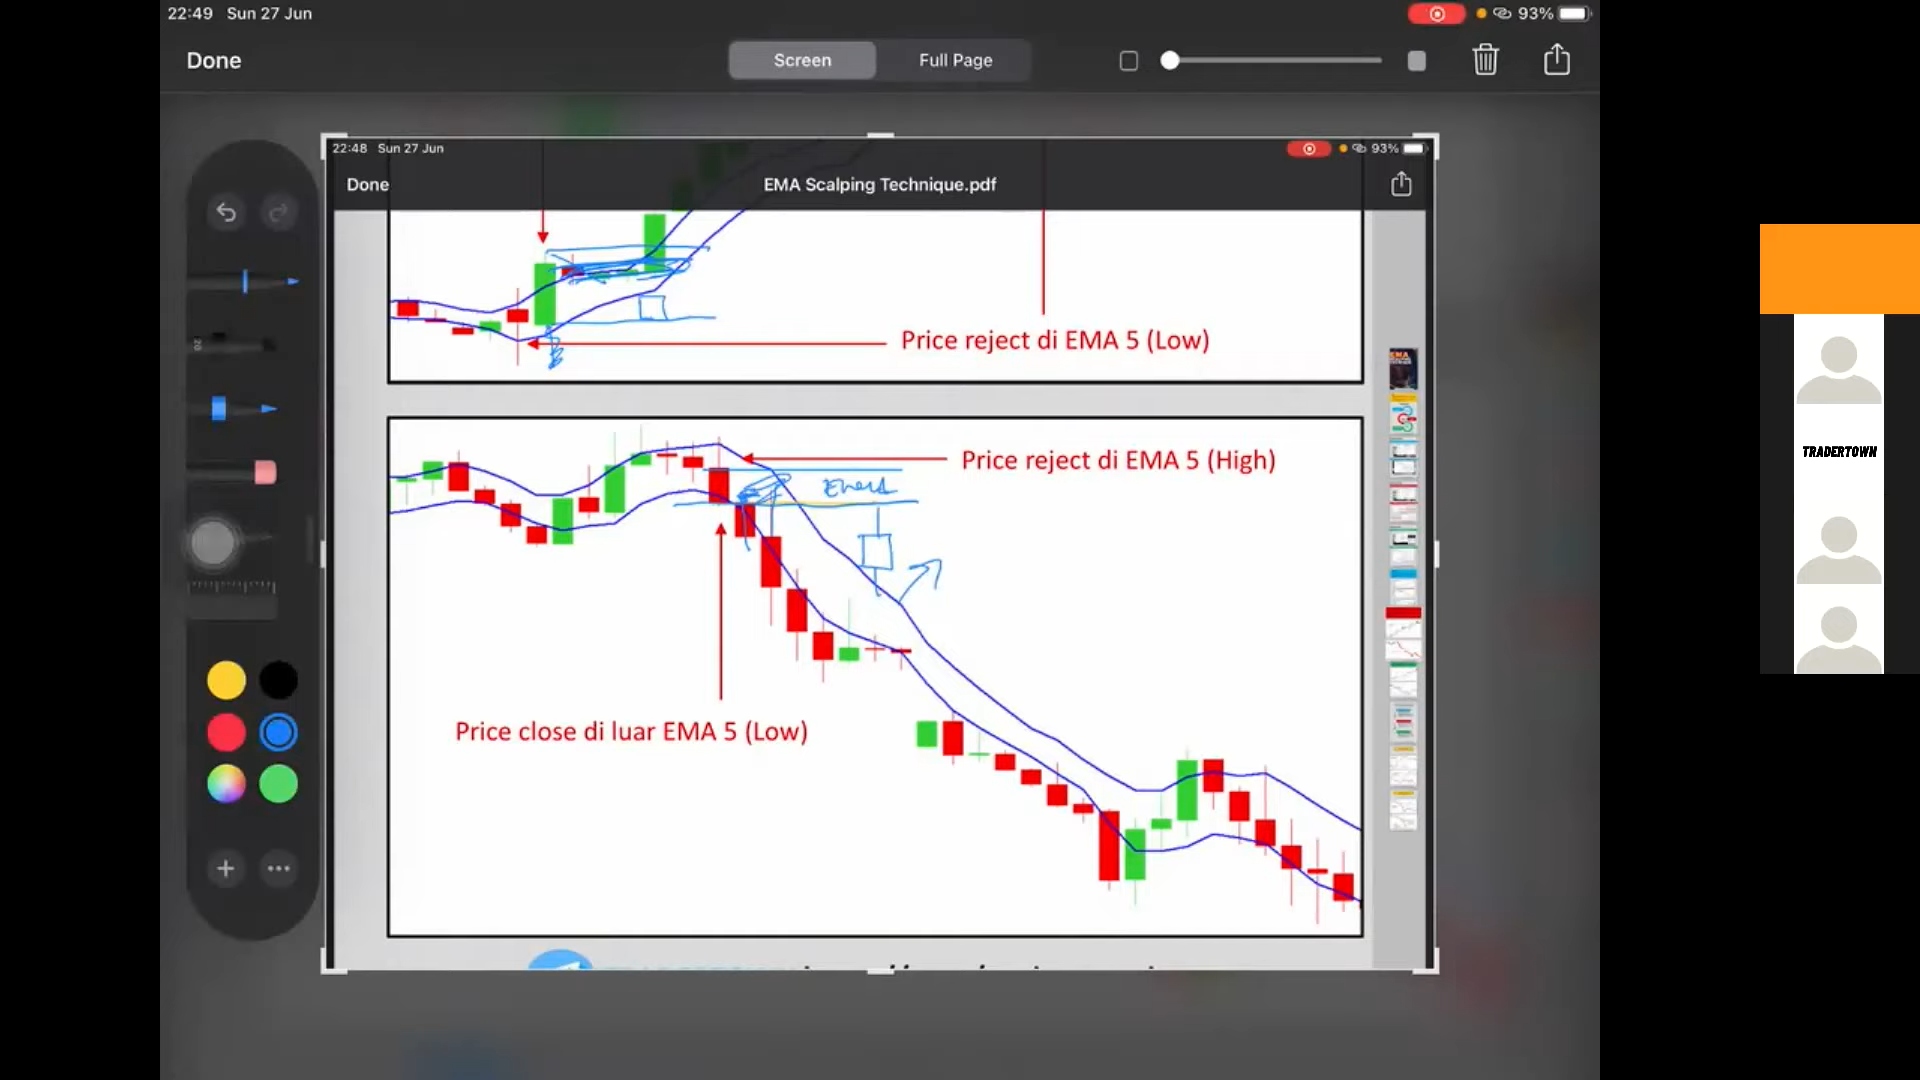 22:49 Sun 27 Jun
93%
Done
Screen
Full Page
22:48 Sun 27 Jun
93%
Done
EMA Scalping Technique.pdf
Price reject di EMA 5 (Low)
Price reject di EMA 5 (High)
Price close di luar EMA 5 (Low)
TRADERTOWN
20